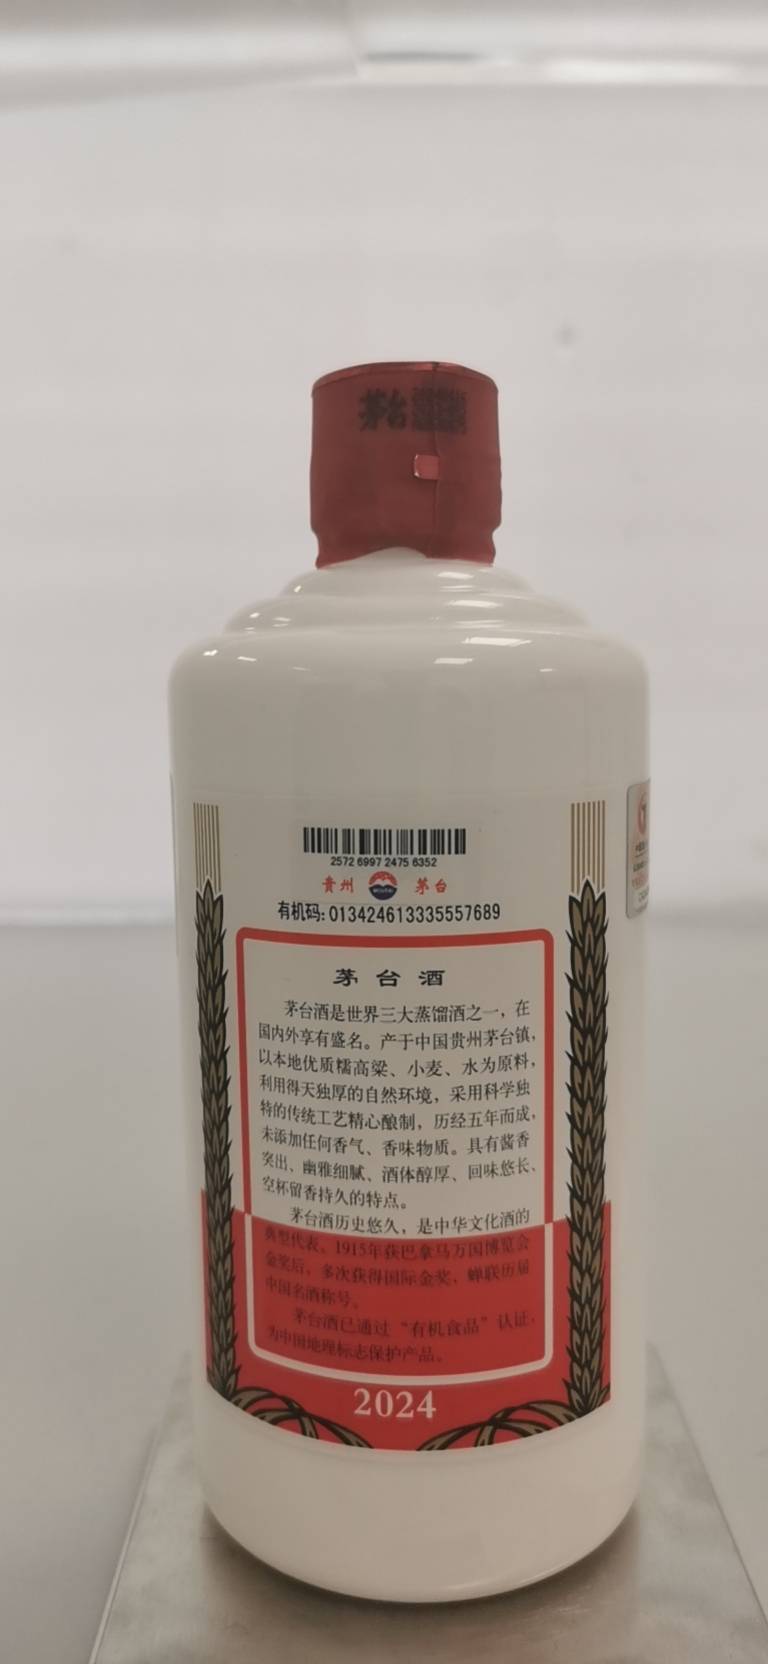 茅台
2572 6997 2475 6352
贵州 茅台
有机码:013424613335557689
茅台酒
茅台酒是世界三大蒸馏酒之一，在
国内外享有盛名。产于中国贵州茅台镇，
以本地优质糯高粱、小麦、水为原料，
利用得天独厚的自然环境，采用科学独
特的传统工艺精心酿制，历经五年而成，
未添加任何香气、香味物质。具有酱香
突出、幽雅细腻、酒体醇厚、回味悠长、
空杯留香持久的特点。
茅台酒历史悠久，是中华文化酒的
典型代表。1915年获巴拿马万国博览会
金奖后，多次获得国际金奖，蝉联历届
中国名酒称号。
茅台酒已通过“有机食品”认证，
为中国地理标志保护产品。
2024